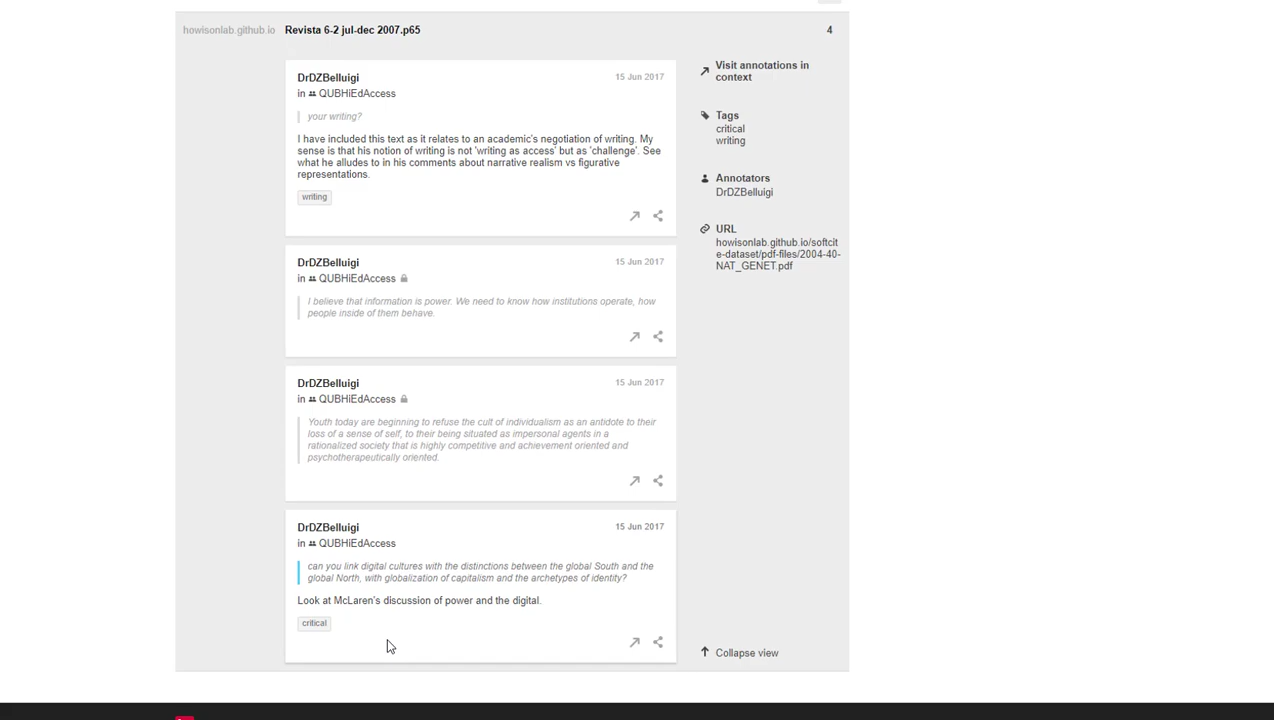 howisonlab.github.io Revista 6-2 jul-dec 2007.p65 4
DrDZBelluigi 15 Jun 2017
in QUBHiEdAccess
your writing?
I have included this text as it relates to an academic's negotiation of writing. My
sense is that his notion of writing is not 'writing as access' but as 'challenge'. See
what he alludes to in his comments about narrative realism vs figurative
representations.
writing
DrDZBelluigi 15 Jun 2017
in QUBHiEdAccess
I believe that information is power. We need to know how institutions operate, how
people inside of them behave.
DrDZBelluigi 15 Jun 2017
in QUBHiEdAccess
Youth today are beginning to refuse the cult of individualism as an antidote to their
loss of a sense of self, to their being situated as impersonal agents in a
rationalized society that is highly competitive and achievement oriented and
psychotherapeutically oriented.
DrDZBelluigi 15 Jun 2017
in QUBHiEdAccess
can you link digital cultures with the distinctions between the global South and the
global North, with globalization of capitalism and the archetypes of identity?
Look at McLaren's discussion of power and the digital.
critical
Visit annotations in
context
Tags
critical
writing
Annotators
DrDZBelluigi
URL
howisonlab.github.io/softcit
e-dataset/pdf-files/2004-40-
NAT_GENET.pdf
Collapse view